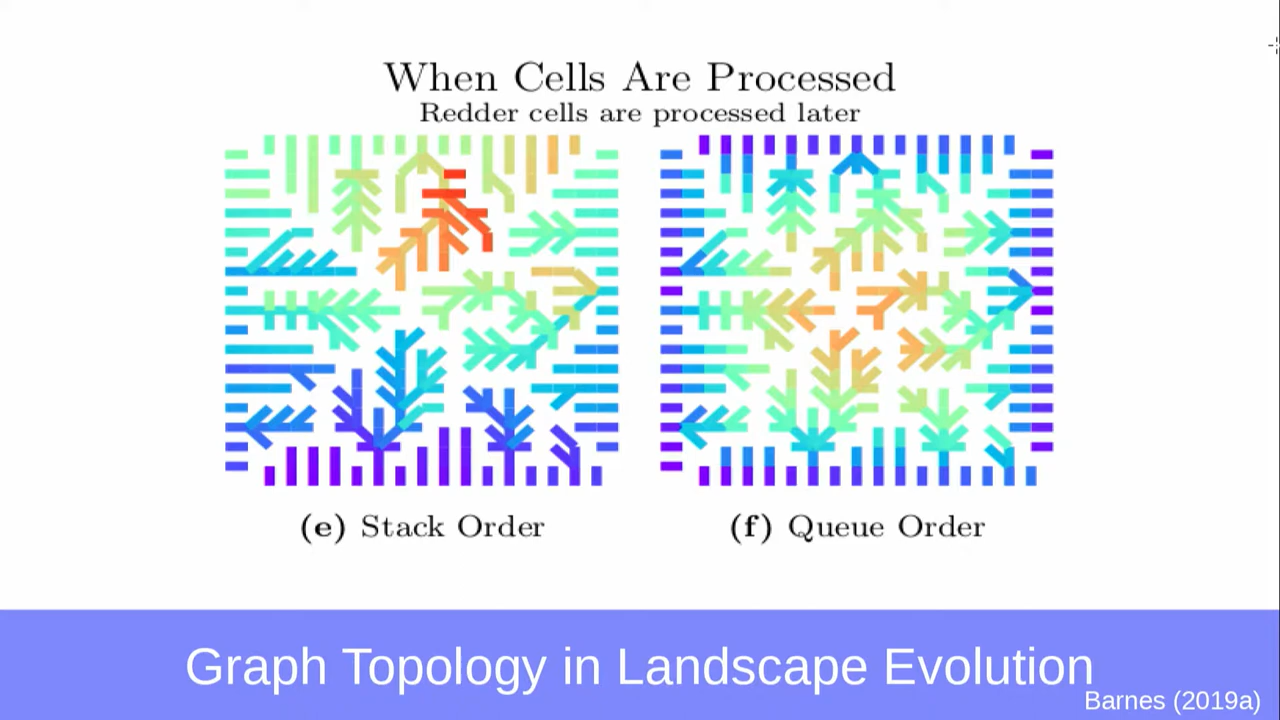 When Cells Are Processed
Redder cells are processed later
(e) Stack Order
(f) Queue Order
Graph Topology in Landscape Evolution
Barnes (2019a)